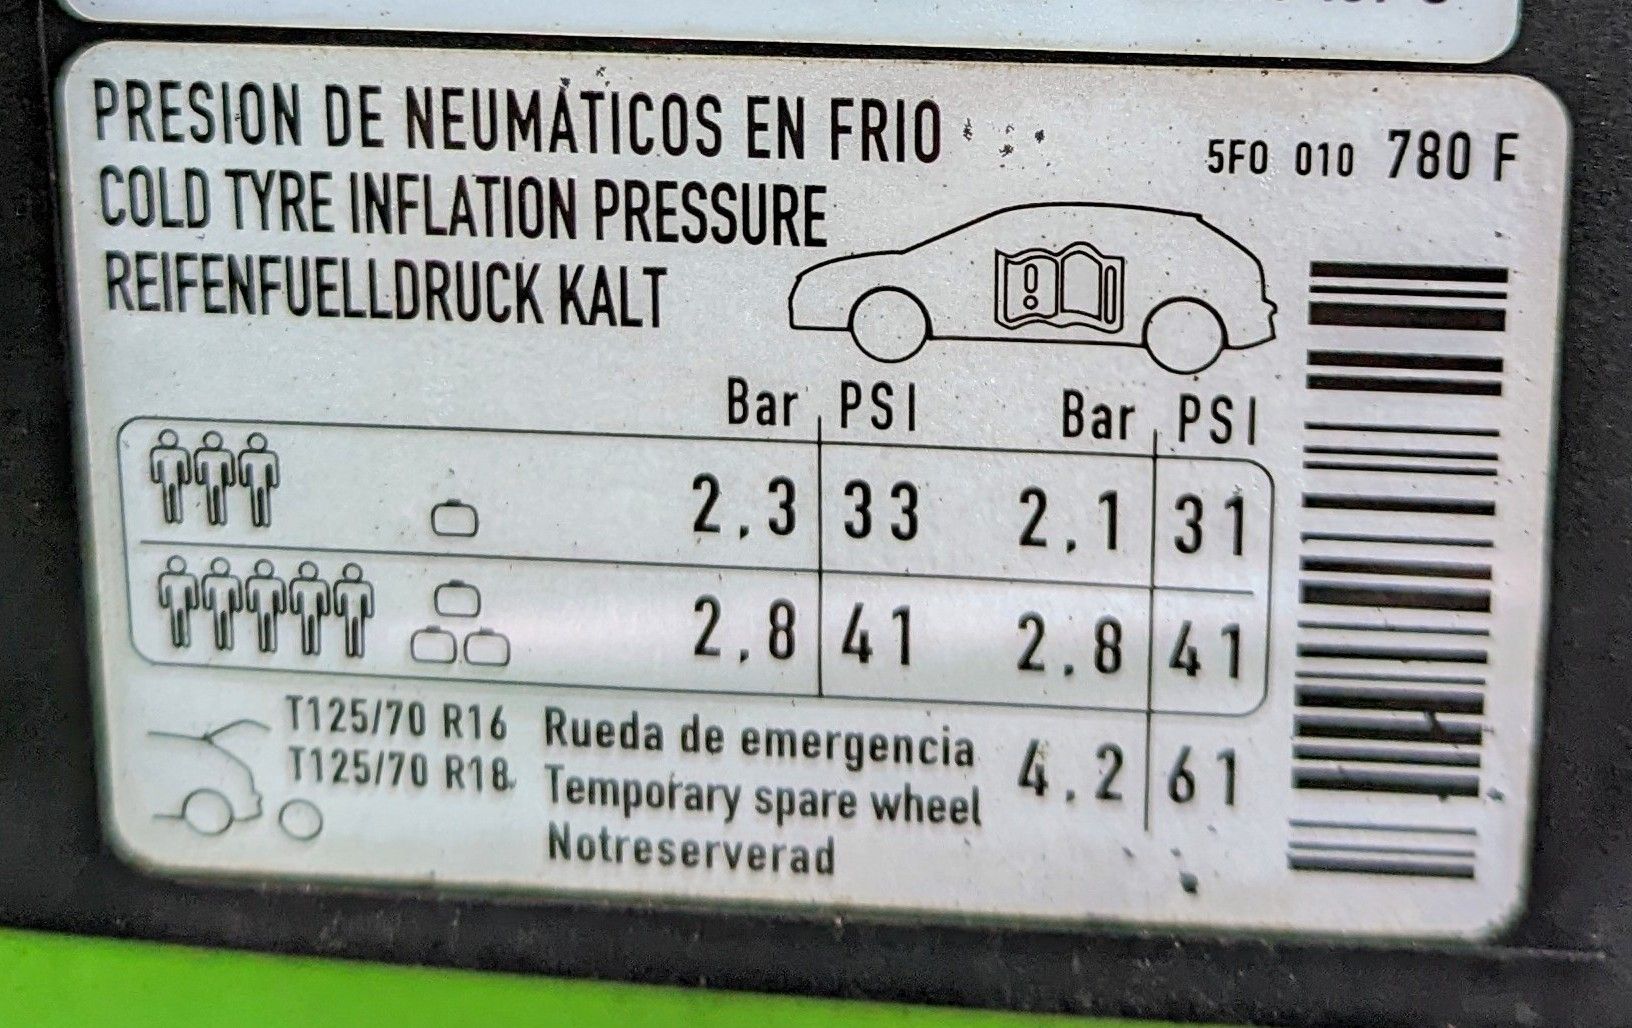 PRESION DE NEUMÁTICOS EN FRIO
5F0 010 780 F
COLD TYRE INFLATION PRESSURE
REIFENFUELLDRUCK KALT
Bar PSI Bar PSI
2,3 33 2,1 31
2,8 41 2,8 41
T125/70 R16 Rueda de emergencia
T125/70 R18 Temporary spare wheel 4.2 61
Notreserverad